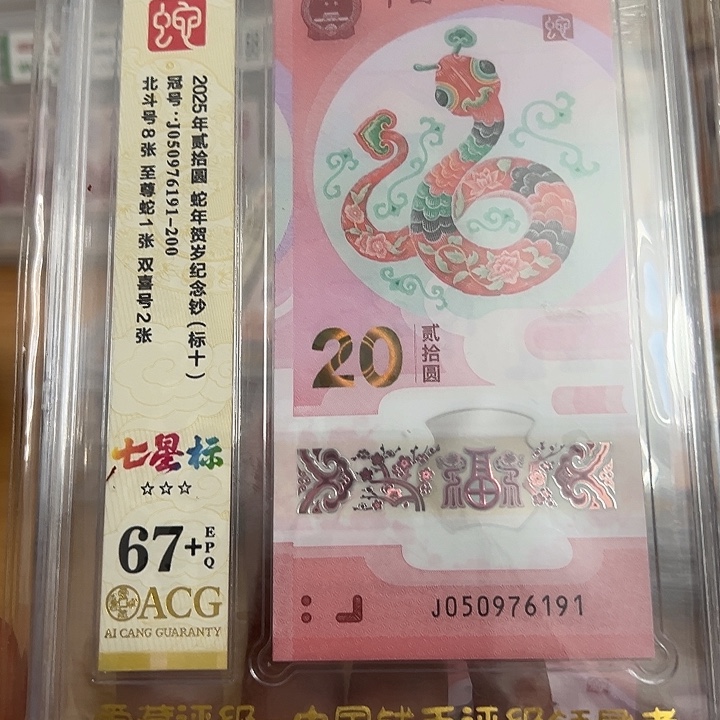 2025年贰拾圆 蛇年贺岁纪念钞(标十)
冠号:J050976191-200
北斗号8张 至尊蛇1张 双喜号2张
七星标
☆☆☆
67+
EPQ
ACG
AI CANG GUARANTY
20
贰拾圆
福
J050976191